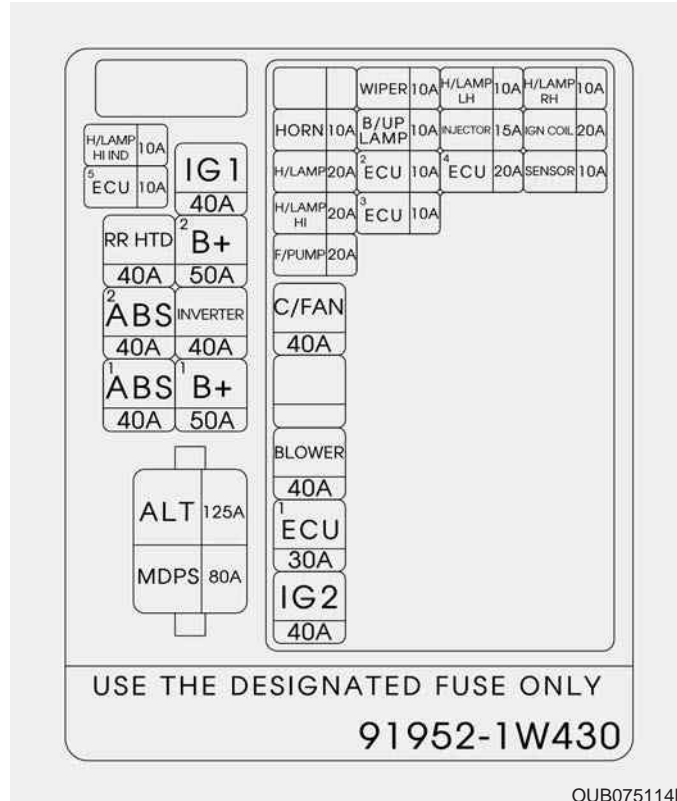 H/LAMP HI IND 10A
5 ECU 10A
IG1 40A
RR HTD 40A
2 B+ 50A
2 ABS 40A
INVERTER 40A
1 ABS 40A
1 B+ 50A
ALT 125A
MDPS 80A
WIPER 10A
H/LAMP LH 10A
H/LAMP RH 10A
HORN 10A
B/UP LAMP 10A
INJECTOR 15A
IGN COIL 20A
H/LAMP 20A
2 ECU 10A
4 ECU 20A
SENSOR 10A
H/LAMP HI 20A
3 ECU 10A
F/PUMP 20A
C/FAN 40A
BLOWER 40A
1 ECU 30A
IG2 40A
USE THE DESIGNATED FUSE ONLY
91952-1W430